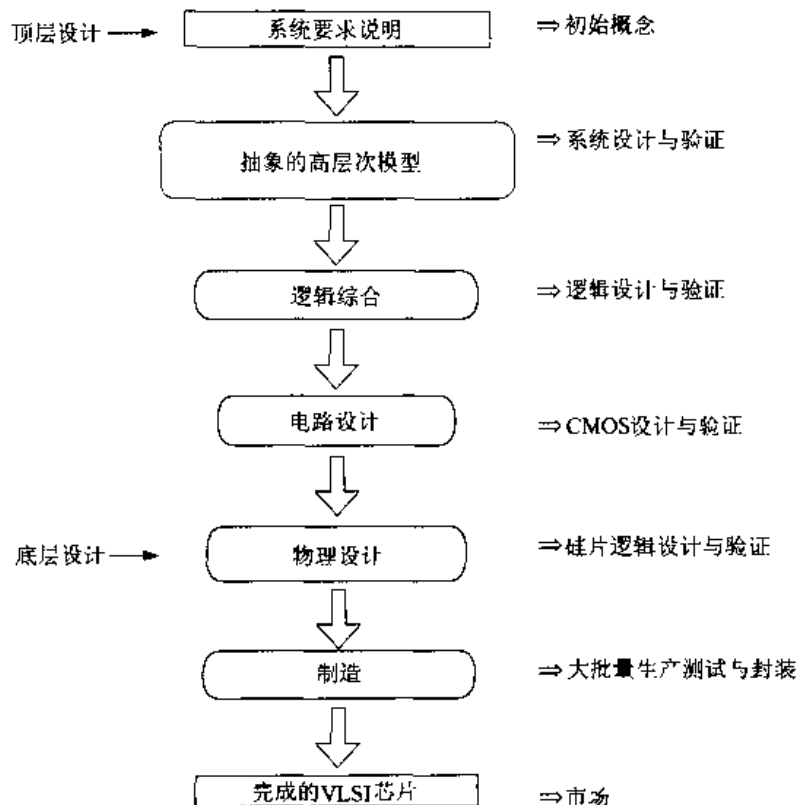 顶层设计
系统要求说明
⇒初始概念
抽象的高层次模型
⇒系统设计与验证
逻辑综合
⇒逻辑设计与验证
电路设计
⇒CMOS设计与验证
底层设计
物理设计
⇒硅片逻辑设计与验证
制造
⇒大批量生产测试与封装
完成的VLSI芯片
⇒市场